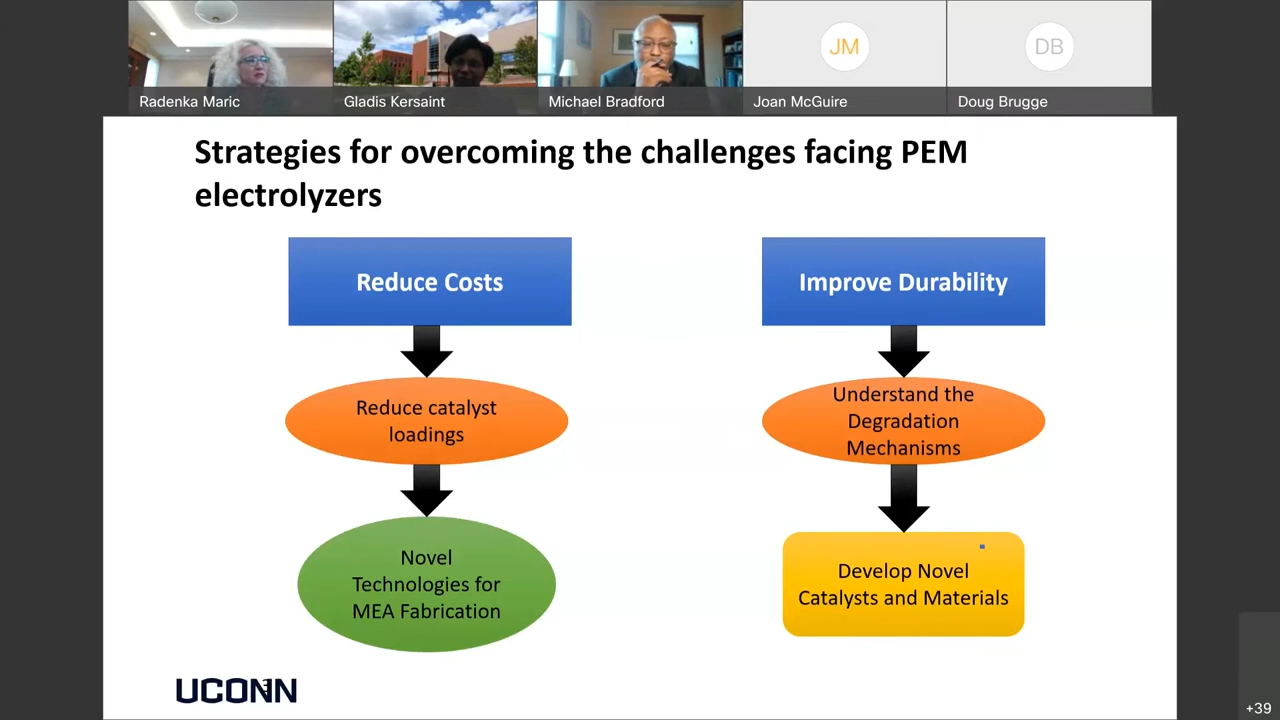 JM
DB
Radenka Maric
Gladis Kersaint
Michael Bradford
Joan McGuire
Doug Brugge
Strategies for overcoming the challenges facing PEM
electrolyzers
Reduce Costs
Reduce catalyst
loadings
Novel
Technologies for
MEA Fabrication
Improve Durability
Understand the
Degradation
Mechanisms
Develop Novel
Catalysts and Materials
UCONN
+39